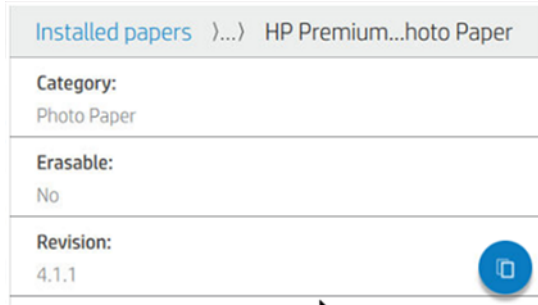 Installed papers ⟩...⟩ HP Premium...hoto Paper
Category:
Photo Paper
Erasable:
No
Revision:
4.1.1